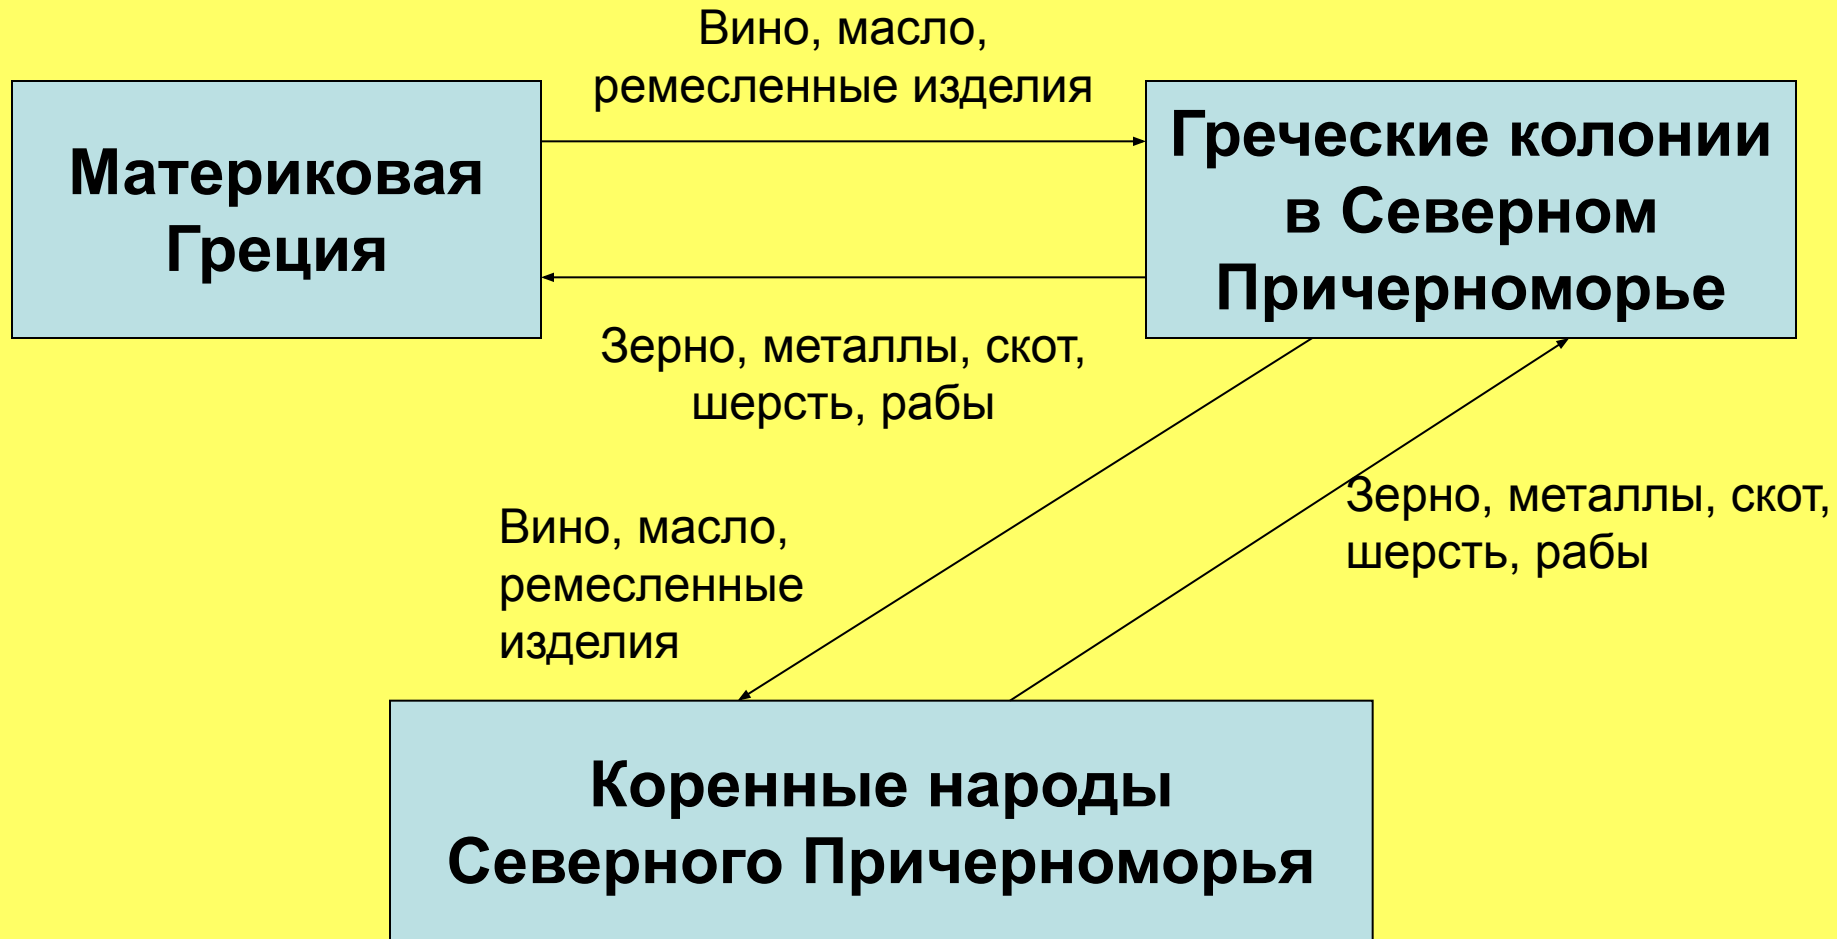 Вино, масло,
ремесленные изделия
Материковая
Греция
Греческие колонии
в Северном
Причерноморье
Зерно, металлы, скот,
шерсть, рабы
Вино, масло,
ремесленные
изделия
Зерно, металлы, скот,
шерсть, рабы
Коренные народы
Северного Причерноморья